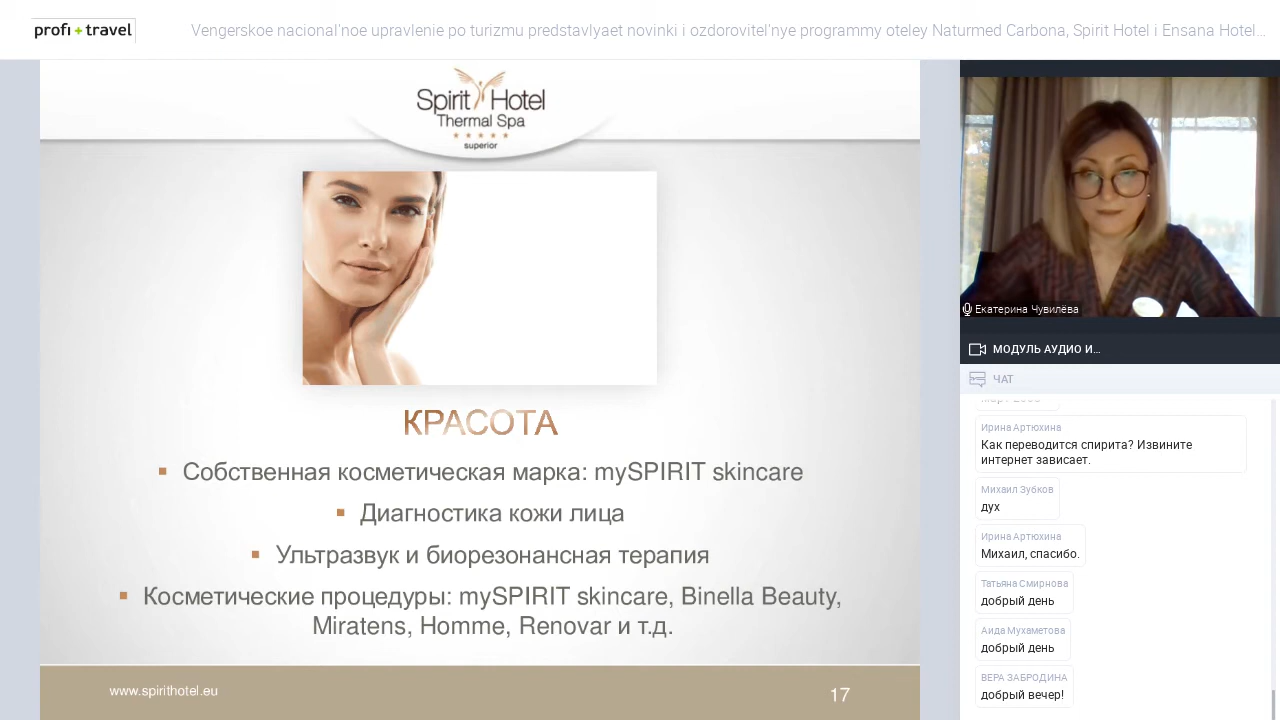 profi + travel
Vengerskoe nacional'noe upravlenie po turizmu predstavlyaet novinki i ozdorovitel'nye programmy oteley Naturmed Carbona, Spirit Hotel i Ensana Hotel...
Spirit Hotel
Thermal Spa
superior
КРАСОТА
▪ Собственная косметическая марка: mySPIRIT skincare
▪ Диагностика кожи лица
▪ Ультразвук и биорезонансная терапия
▪ Косметические процедуры: mySPIRIT skincare, Binella Beauty,
Miratens, Homme, Renovar и т.д.
www.spirithotel.eu
17
Екатерина Чувилёва
МОДУЛЬ АУДИО И...
ЧАТ
Ирина Артюхина
Как переводится спирита? Извините
интернет зависает.
Михаил Зубков
дух
Ирина Артюхина
Михаил, спасибо.
Татьяна Смирнова
добрый день
Аида Мухаметова
добрый день
ВЕРА ЗАБРОДИНА
добрый вечер!